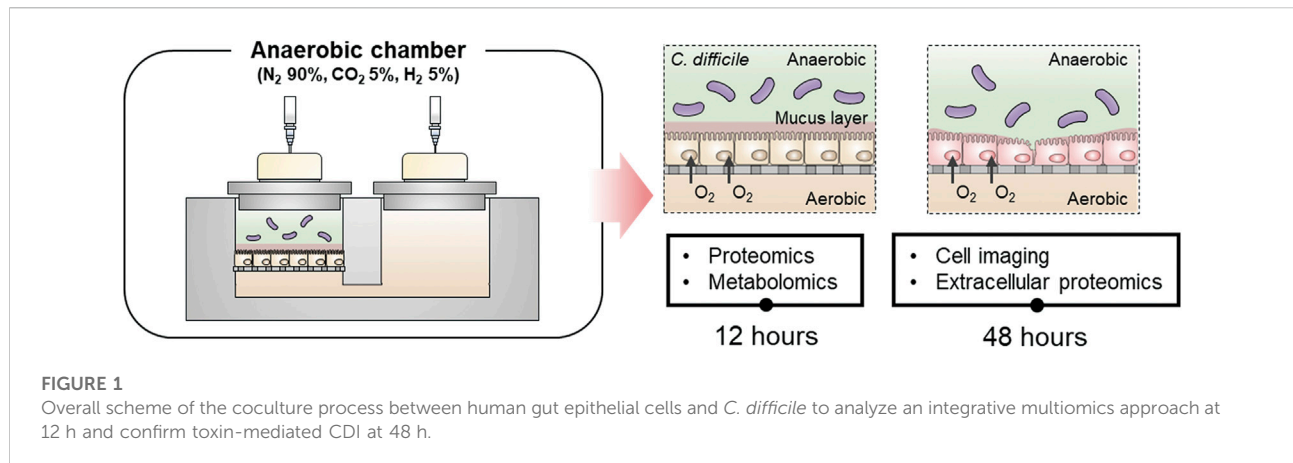 Anaerobic chamber
(N₂ 90%, CO₂ 5%, H₂ 5%)
C. difficile
Anaerobic
Mucus layer
O₂
O₂
Aerobic
Anaerobic
O₂
O₂
Aerobic
• Proteomics
• Metabolomics
12 hours
• Cell imaging
• Extracellular proteomics
48 hours
FIGURE 1
Overall scheme of the coculture process between human gut epithelial cells and C. difficile to analyze an integrative multiomics approach at
12 h and confirm toxin-mediated CDI at 48 h.